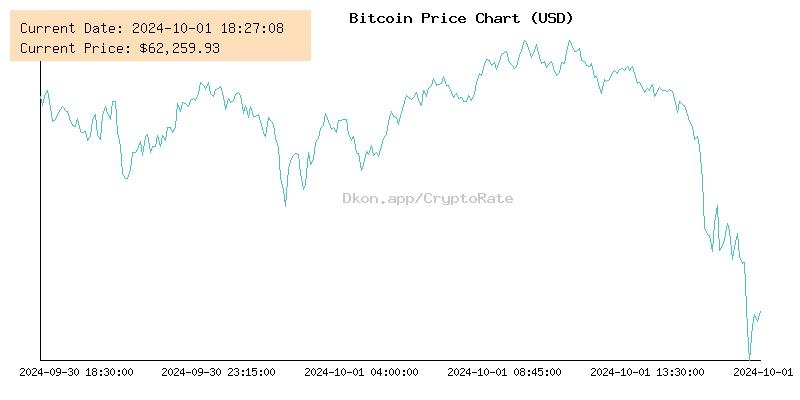 Bitcoin Price Chart (USD)
Current Date: 2024-10-01 18:27:08
Current Price: $62,259.93
Dkon.app/CryptoRate
2024-09-30 18:30:00
2024-09-30 23:15:00
2024-10-01 04:00:00
2024-10-01 08:45:00
2024-10-01 13:30:00
2024-10-01